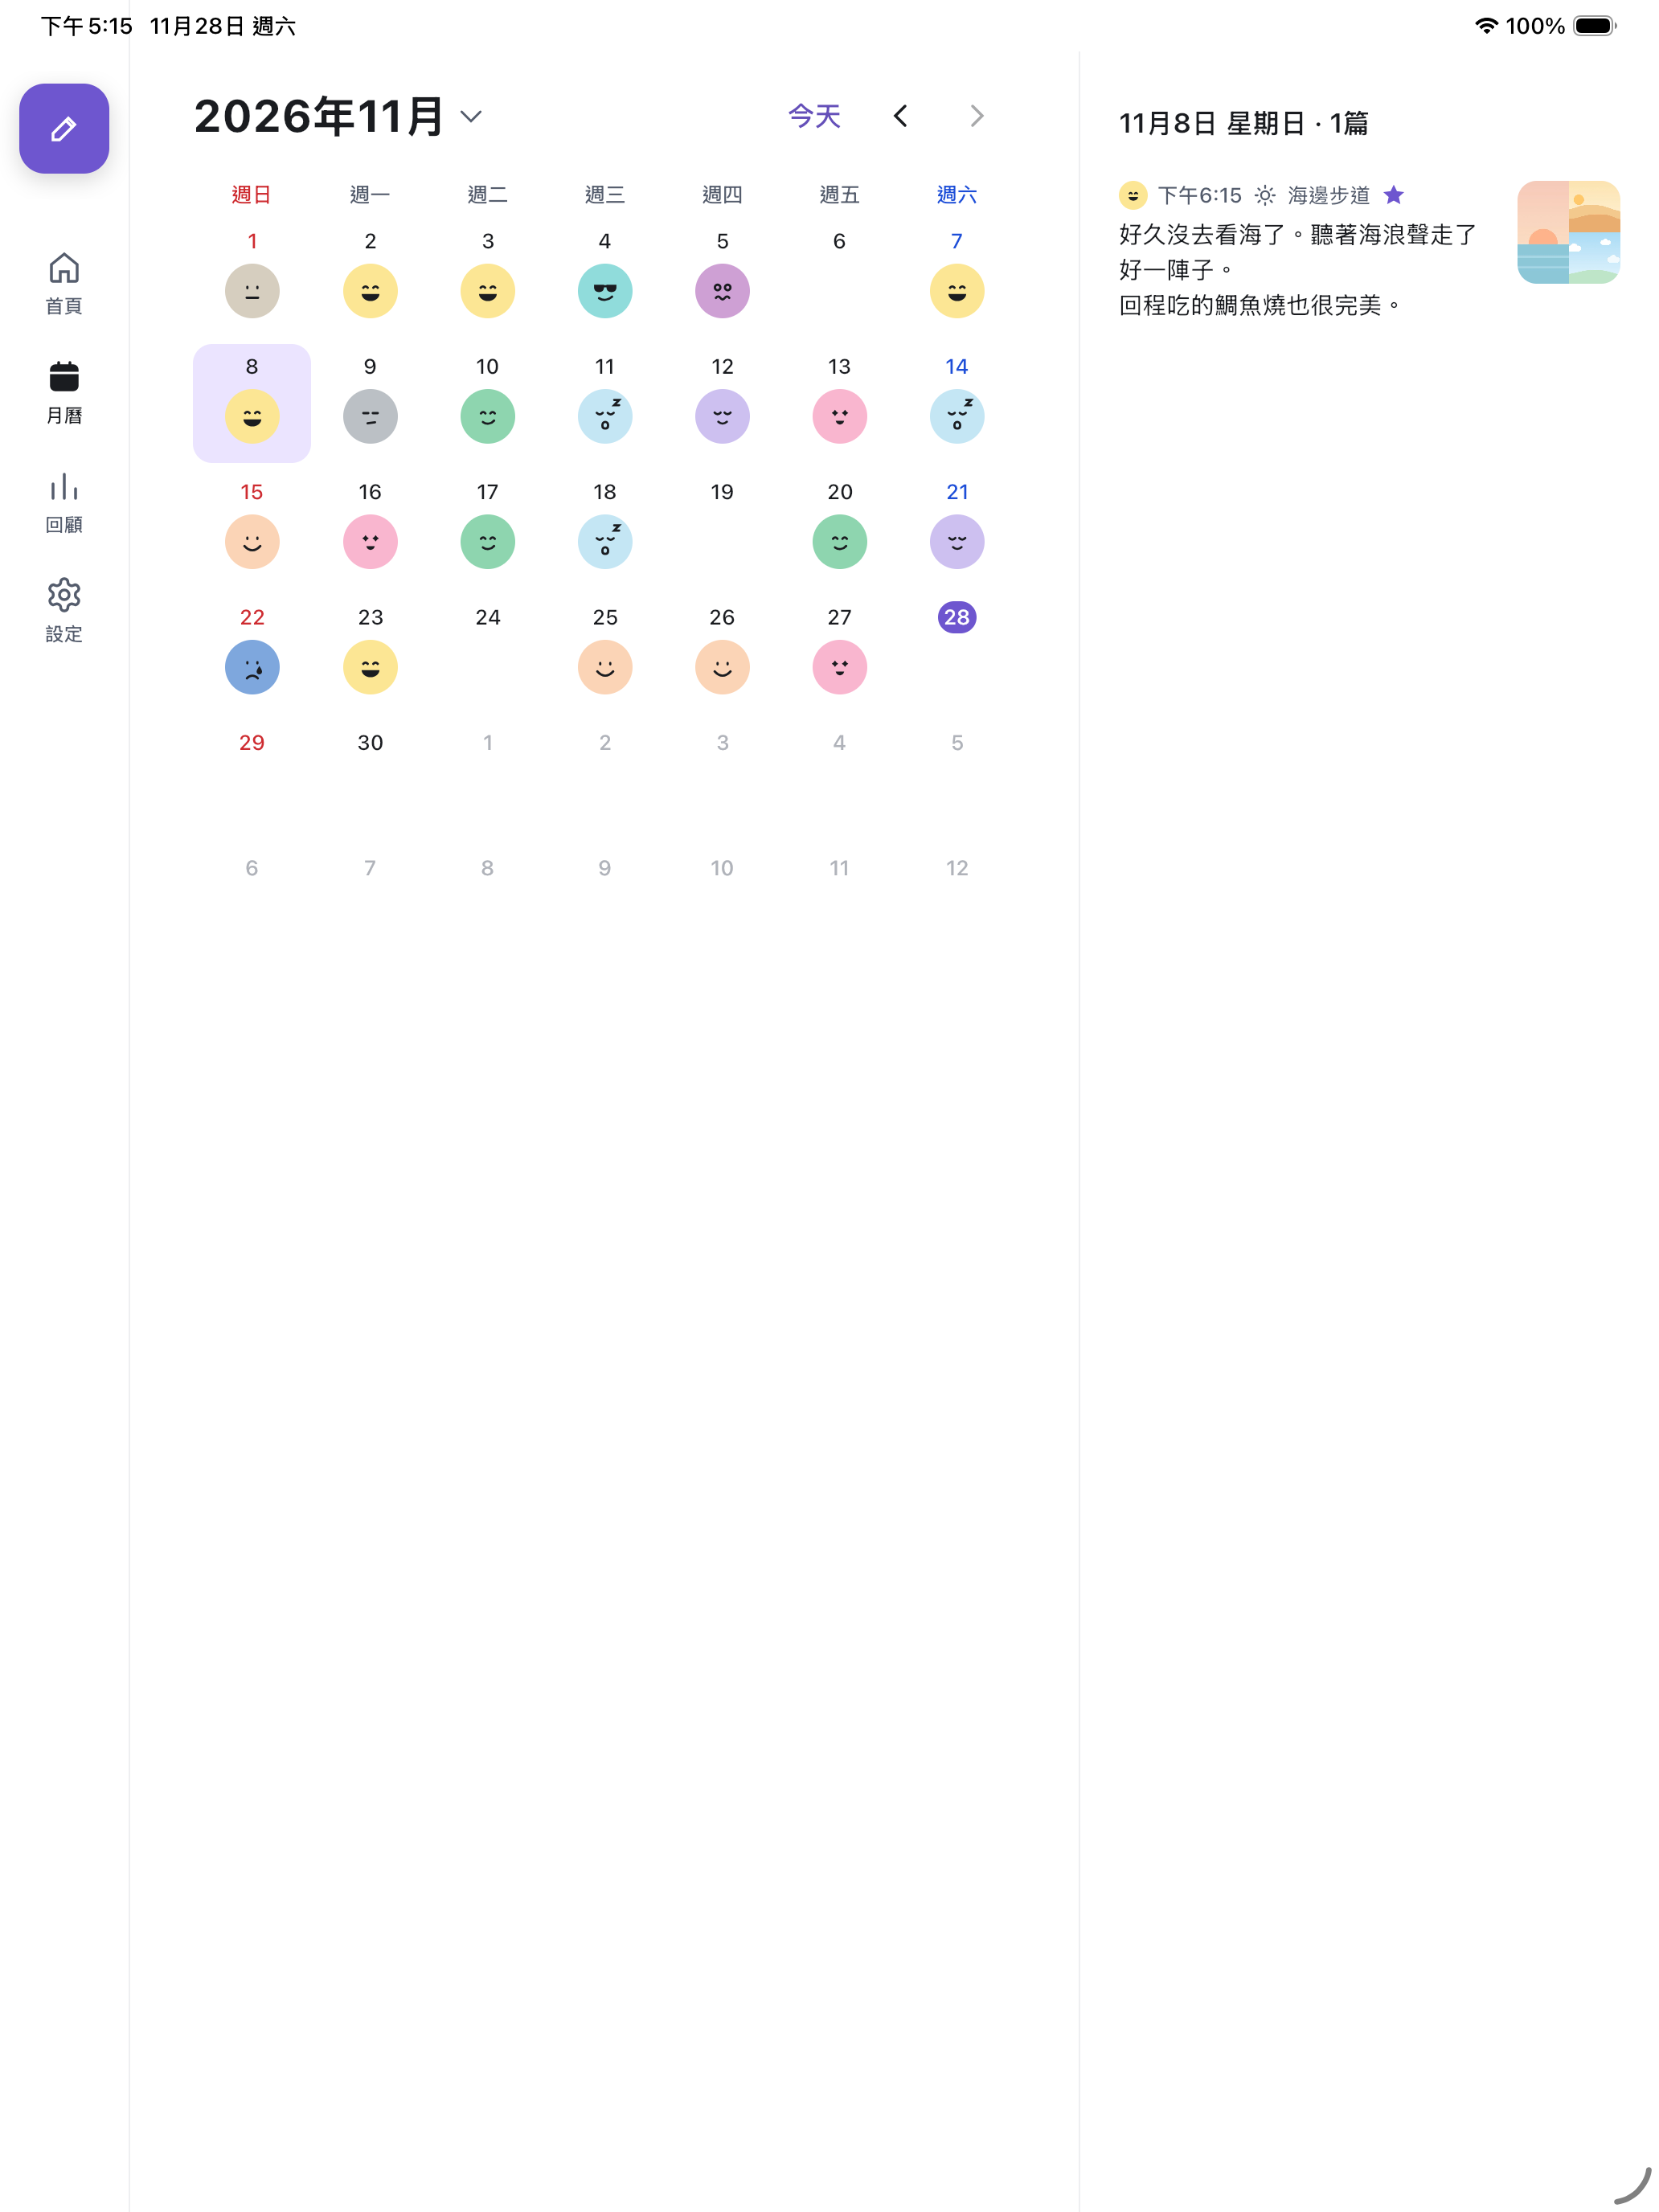 下午5:15 11月28日 週六
100%
首頁
月曆
回顧
設定
2026年11月
今天
週日 週一 週二 週三 週四 週五 週六
1 2 3 4 5 6 7
8 9 10 11 12 13 14
15 16 17 18 19 20 21
22 23 24 25 26 27 28
29 30 1 2 3 4 5
6 7 8 9 10 11 12
11月8日 星期日 · 1篇
下午6:15 海邊步道
好久沒去看海了。聽著海浪聲走了
好一陣子。
回程吃的鯛魚燒也很完美。